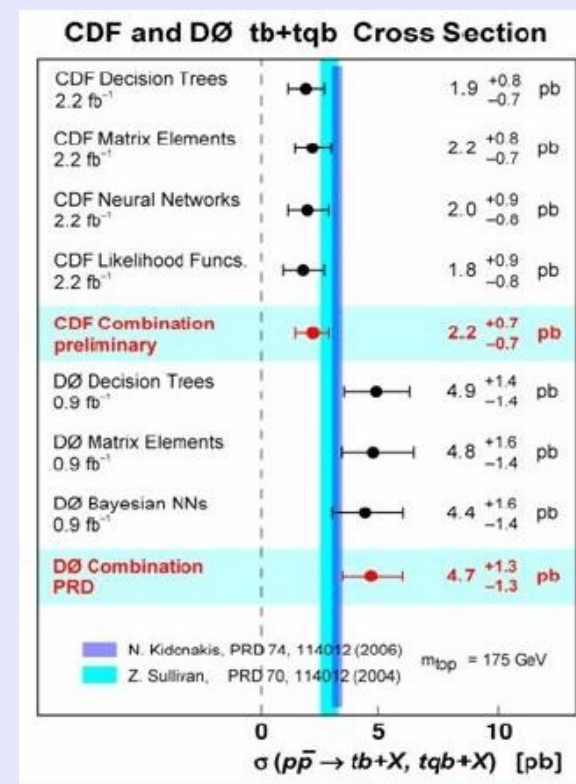 CDF and DØ tb+tqb Cross Section
CDF Decision Trees
2.2 fb⁻¹
1.9 +0.8 −0.7 pb
CDF Matrix Elements
2.2 fb⁻¹
2.2 +0.8 −0.7 pb
CDF Neural Networks
2.2 fb⁻¹
2.0 +0.9 −0.8 pb
CDF Likelihood Funcs.
2.2 fb⁻¹
1.8 +0.9 −0.8 pb
CDF Combination
preliminary
2.2 +0.7 −0.7 pb
DØ Decision Trees
0.9 fb⁻¹
4.9 +1.4 −1.4 pb
DØ Matrix Elements
0.9 fb⁻¹
4.8 +1.6 −1.4 pb
DØ Bayesian NNs
0.9 fb⁻¹
4.4 +1.6 −1.4 pb
DØ Combination
PRD
4.7 +1.3 −1.3 pb
N. Kidonakis, PRD 74, 114012 (2006)
Z. Sullivan, PRD 70, 114012 (2004)
m_top = 175 GeV
0 5 10
σ (pp̄ → tb+X, tqb+X) [pb]